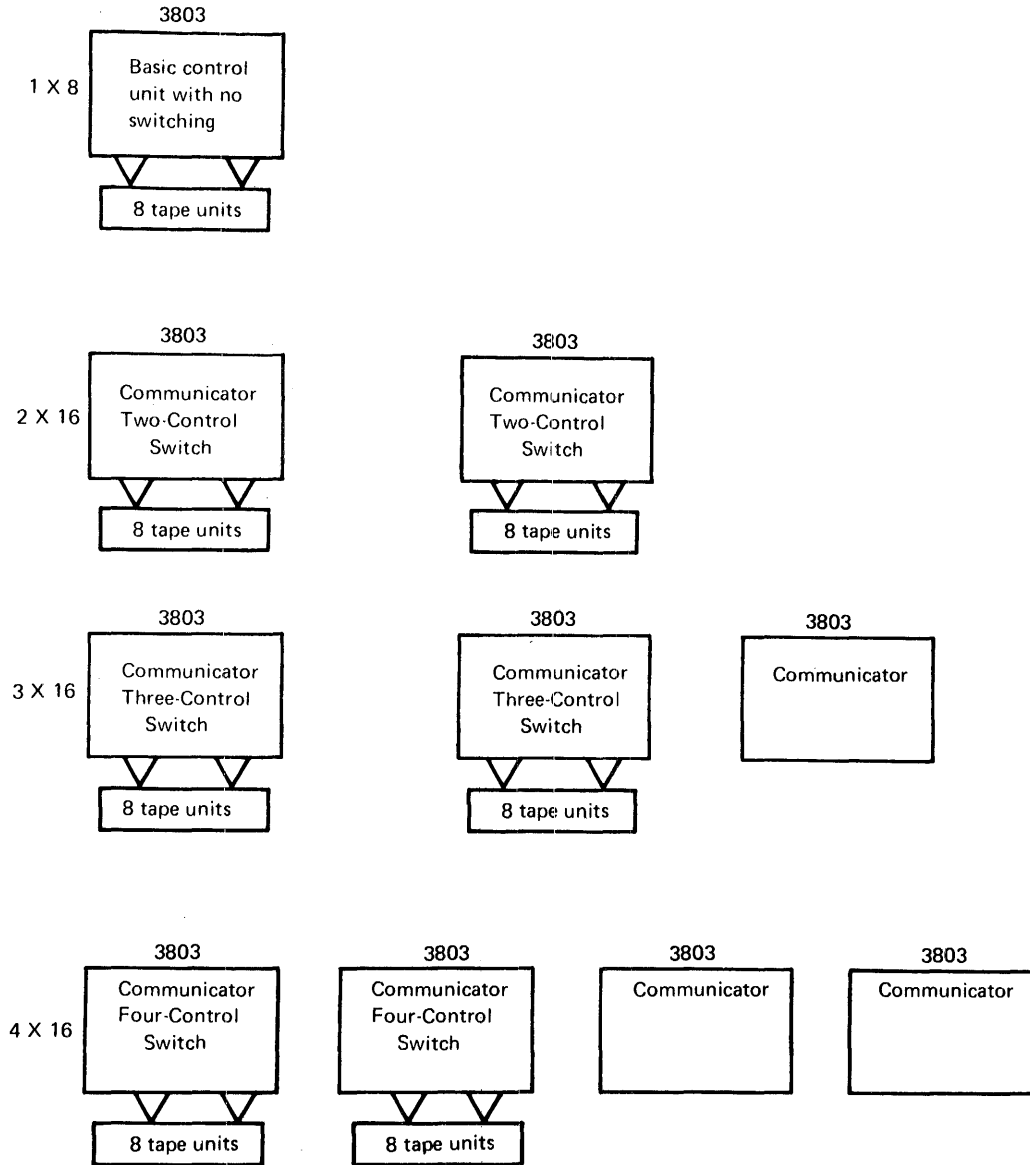 3803
1 X 8
Basic control
unit with no
switching
8 tape units
3803
3803
2 X 16
Communicator
Two-Control
Switch
Communicator
Two-Control
Switch
8 tape units
8 tape units
3803
3803
3803
3 X 16
Communicator
Three-Control
Switch
Communicator
Three-Control
Switch
Communicator
8 tape units
8 tape units
3803
3803
3803
3803
4 X 16
Communicator
Four-Control
Switch
Communicator
Four-Control
Switch
Communicator
Communicator
8 tape units
8 tape units